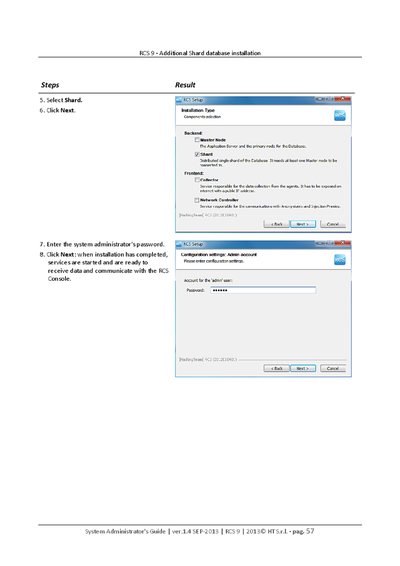 RCS 9 - Additional Shard database installation
Steps
Result
5. Select Shard.
6. Click Next.
RCS Setup
Installation Type
Components selection
RCS
Backend:
Master Node
The Application Server and the primary node for the Database.
Shard
Distributed single shard of the Database. It needs at least one Master node to be
connected to.
Frontend:
Collector
Service responsible for the data collection from the agents. It has to be exposed on
internet with a public IP address.
Network Controller
Service responsible for the communications with Anonymizers and Injection Proxies.
< Back
Next >
Cancel
7. Enter the system administrator's password.
8. Click Next: when installation has completed,
services are started and are ready to
receive data and communicate with the RCS
Console.
RCS Setup
Configuration settings: Admin account
Please enter configuration settings.
RCS
Account for the 'admin' user:
Password:
< Back
Next >
Cancel
System Administrator's Guide | ver.1.4 SEP-2013 | RCS 9 | 2013© HT S.r.l. - pag. 57